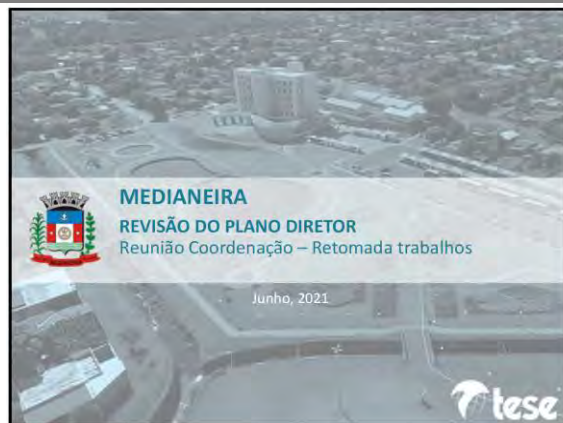 MEDIANEIRA
REVISÃO DO PLANO DIRETOR
Reunião Coordenação – Retomada trabalhos
Junho, 2021
tese